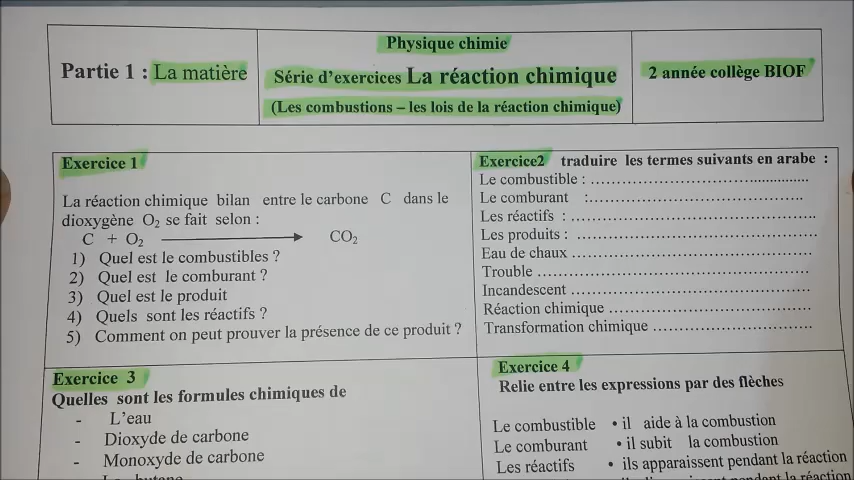 Partie 1 : La matière
Physique chimie
Série d'exercices La réaction chimique
(Les combustions – les lois de la réaction chimique)
2 année collège BIOF
Exercice 1
La réaction chimique bilan entre le carbone C dans le
dioxygène O₂ se fait selon :
C + O₂ → CO₂
1) Quel est le combustibles ?
2) Quel est le comburant ?
3) Quel est le produit
4) Quels sont les réactifs ?
5) Comment on peut prouver la présence de ce produit ?
Exercice2 traduire les termes suivants en arabe :
Le combustible : ……………………………
Le comburant :……………………………
Les réactifs : ……………………………
Les produits : ……………………………
Eau de chaux ……………………………
Trouble ……………………………
Incandescent ……………………………
Réaction chimique ……………………………
Transformation chimique ……………………………
Exercice 3
Quelles sont les formules chimiques de
- L'eau
- Dioxyde de carbone
- Monoxyde de carbone
Exercice 4
Relie entre les expressions par des flèches
Le combustible • il aide à la combustion
Le comburant • il subit la combustion
Les réactifs • ils apparaissent pendant la réaction